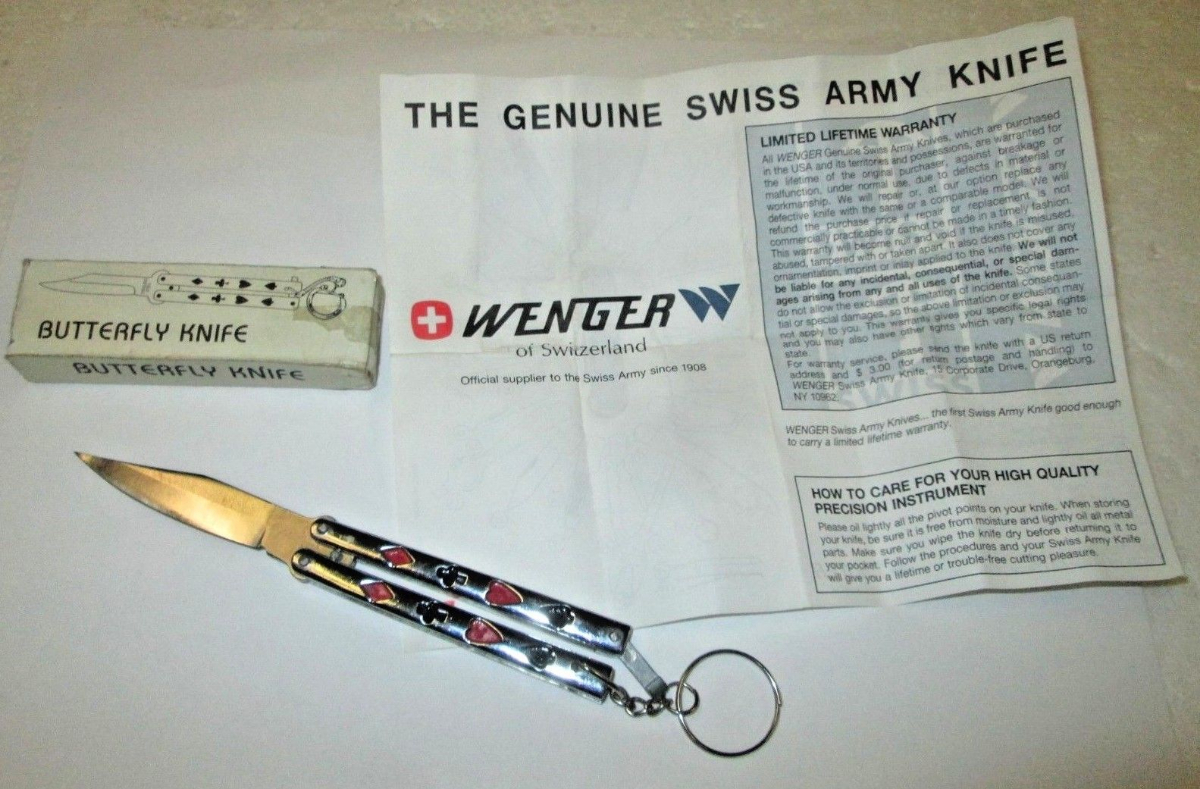 THE GENUINE SWISS ARMY KNIFE
LIMITED LIFETIME WARRANTY
All WENGER Genuine Swiss Army Knives, which are purchased
in the USA and its territories and possessions, are warranted for
the lifetime of the original purchaser, against breakage or
malfunction, under normal use, due to defects in material or
workmanship. We will repair or, at our option replace any
defective knife with the same or a comparable model. We will
refund the purchase price if repair or replacement is not
commercially practicable or cannot be made in a timely fashion.
This warranty will become null and void if the knife is misused,
abused, tampered with or taken apart. It also does not cover any
ornamentation, imprint or inlay applied to the knife. We will not
be liable for any incidental, consequential, or special dam-
ages arising from any and all uses of the knife. Some states
do not allow the exclusion or limitation of incidental consequen-
tial or special damages, so the above limitation or exclusion may
not apply to you. This warranty gives you specific legal rights
and you may also have other rights which vary from state to
state.
For warranty service, please send the knife with a US return
address and $ 3.00 (for return postage and handling) to
WENGER Swiss Army Knife, 15 Corporate Drive, Orangeburg,
NY 10962.
WENGER Swiss Army Knives... the first Swiss Army Knife good enough
to carry a limited lifetime warranty.
HOW TO CARE FOR YOUR HIGH QUALITY
PRECISION INSTRUMENT
Please oil lightly all the pivot points on your knife. When storing
your knife, be sure it is free from moisture and lightly oil all metal
parts. Make sure you wipe the knife dry before returning it to
your pocket. Follow the procedures and your Swiss Army Knife
will give you a lifetime or trouble-free cutting pleasure.
WENGER
of Switzerland
Official supplier to the Swiss Army since 1908
BUTTERFLY KNIFE
BUTTERFLY KNIFE